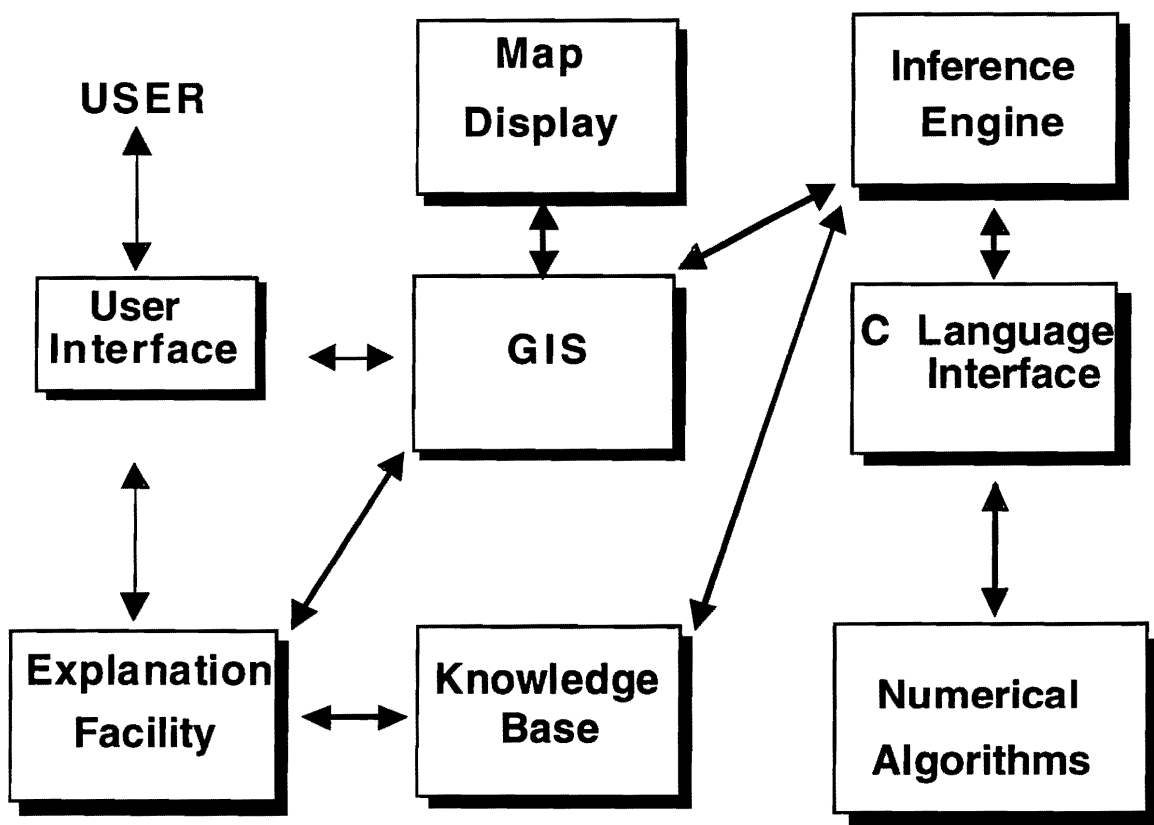 USER
Map
Display
Inference
Engine
User
Interface
GIS
C Language
Interface
Explanation
Facility
Knowledge
Base
Numerical
Algorithms